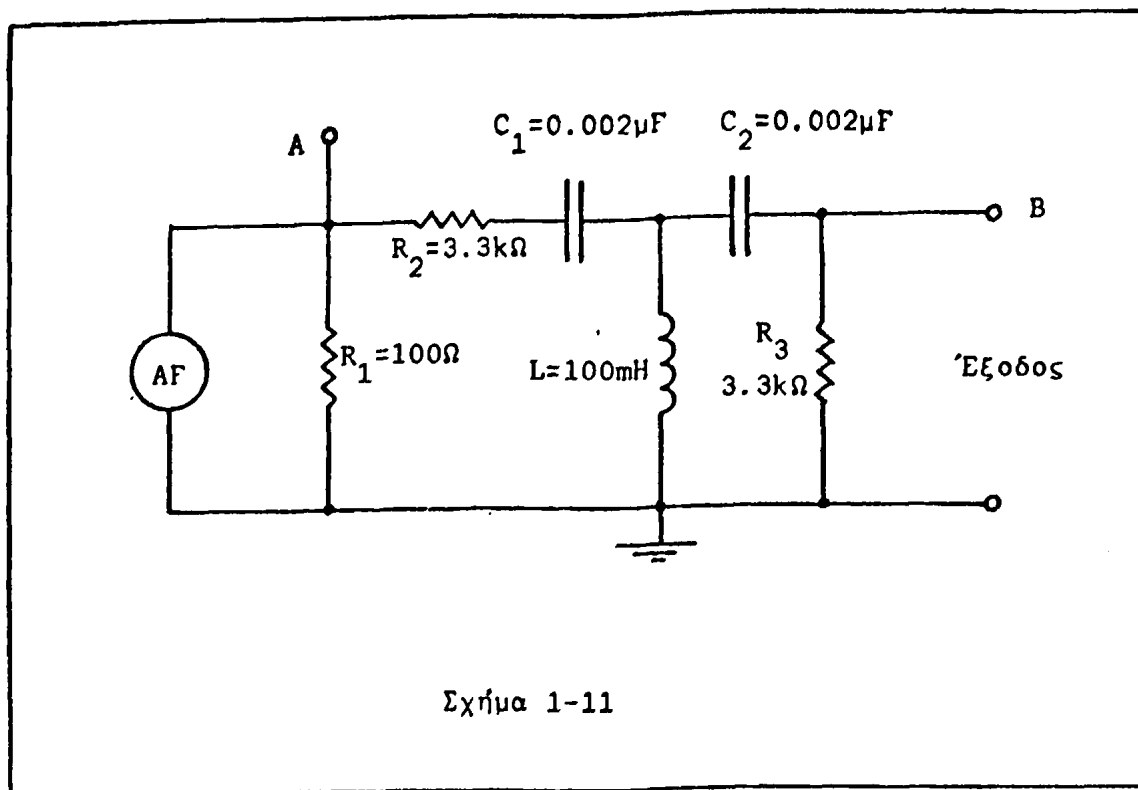 C1=0.002μF
C2=0.002μF
A
B
R2=3.3kΩ
AF
R1=100Ω
L=100mH
R3
3.3kΩ
Έξοδος
Σχήμα 1-11